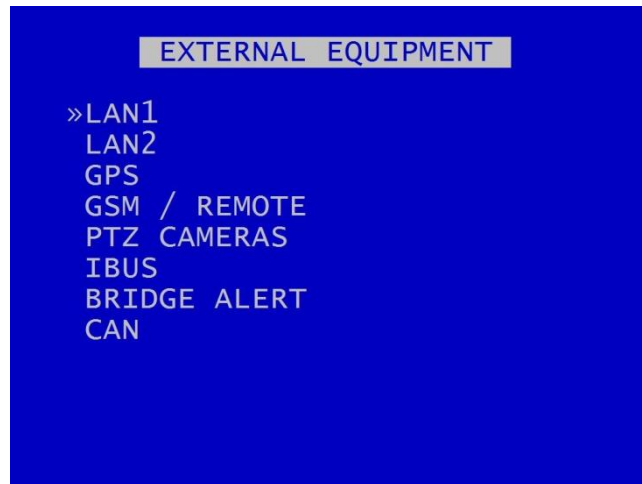 EXTERNAL EQUIPMENT
»LAN1
LAN2
GPS
GSM / REMOTE
PTZ CAMERAS
IBUS
BRIDGE ALERT
CAN